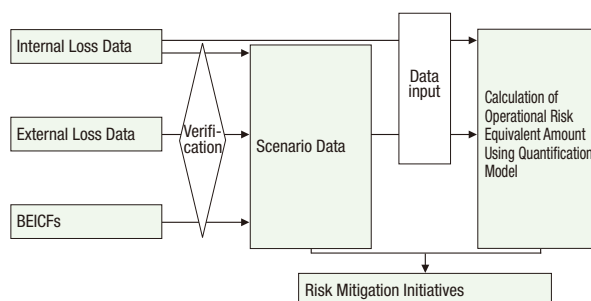 Internal Loss Data
External Loss Data
BEICFs
Verifi-
cation
Scenario Data
Data
input
Calculation of
Operational Risk
Equivalent Amount
Using Quantification
Model
Risk Mitigation Initiatives